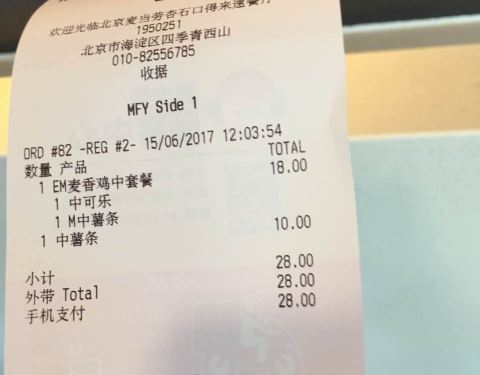 欢迎光临北京麦当劳杏石口得来速餐厅
1950251
北京市海淀区四季青西山
010-82556785
收据
MFY Side 1
ORD #82 -REG #2- 15/06/2017 12:03:54
数量 产品 TOTAL
1 EM麦香鸡中套餐 18.00
1 中可乐
1 M中薯条
1 中薯条 10.00
小计 28.00
外带 Total 28.00
手机支付 28.00